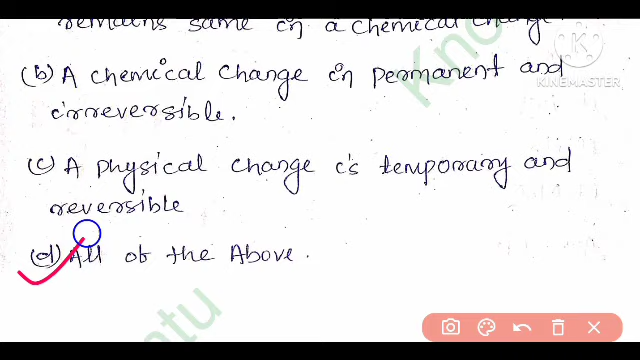 remains same in a chemical change.
(b) A chemical change in permanent and
irreversible.
(c) A physical change is temporary and
reversible
(d) All of the Above.
KINEMASTER